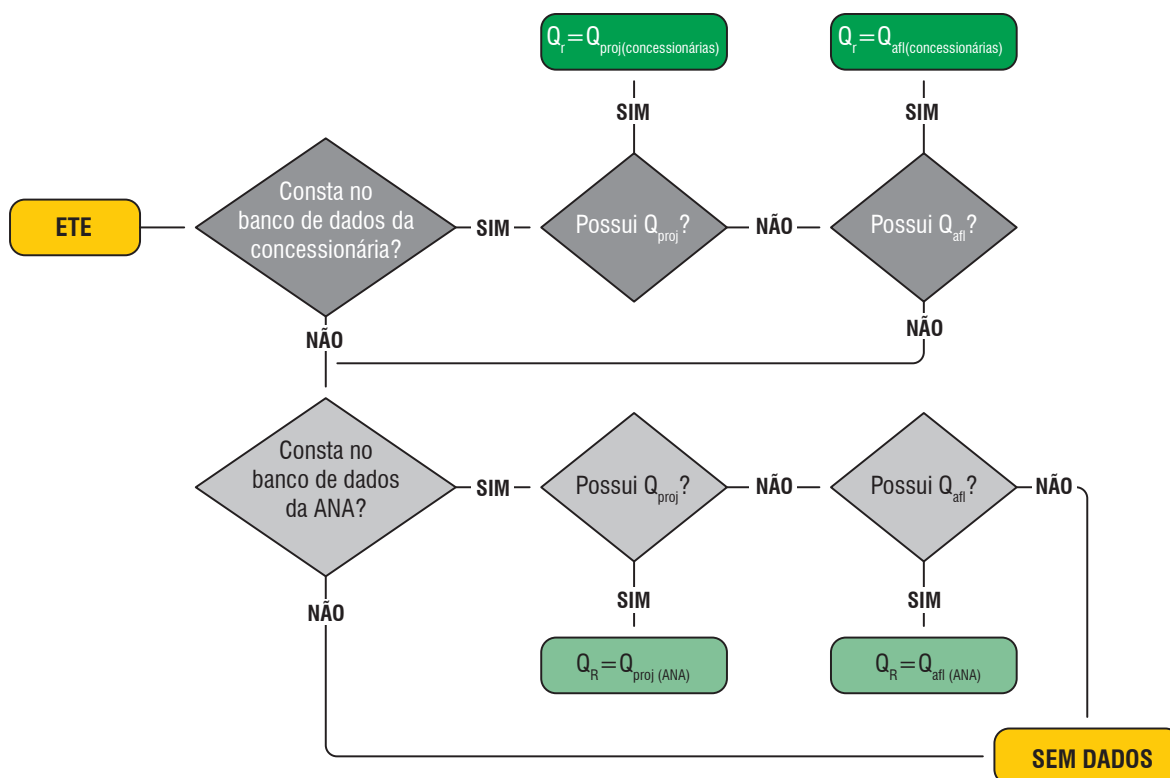 Q_r=Q_proj(concessionárias)
Q_r=Q_afl(concessionárias)
SIM
SIM
ETE
Consta no
banco de dados da
concessionária?
SIM
Possui Q_proj?
NÃO
Possui Q_afl?
NÃO
NÃO
Consta no
banco de dados
da ANA?
SIM
Possui Q_proj?
NÃO
Possui Q_afl?
NÃO
NÃO
SIM
SIM
Q_R=Q_proj (ANA)
Q_R=Q_afl (ANA)
SEM DADOS